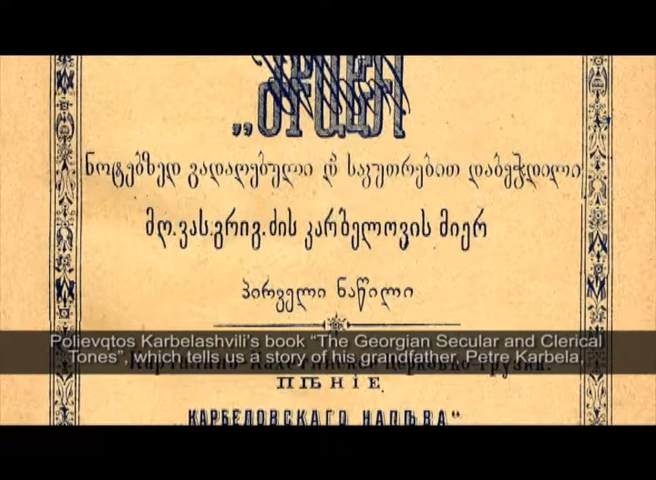 ნოტებზედ გადაღებული და საკუთრებით დაბეჭდილი
მღ. ვას. გრიგ. ძის კარბელოვის მიერ
პირველი ნაწილი
Polievqtos Karbelashvili's book “The Georgian Secular and Clerical
Tones”, which tells us a story of his grandfather, Petre Karbela,
ПѢНІЕ
„КАРБЕЛОВСКАГО НАПѢВА“